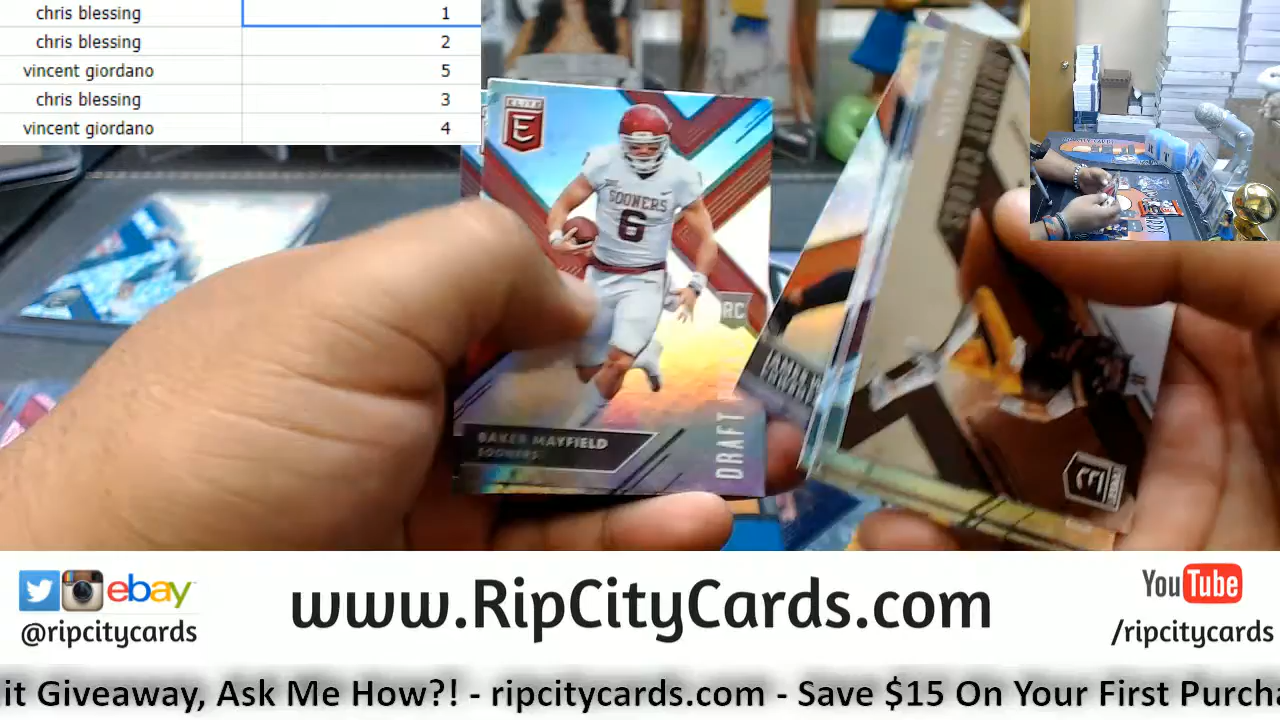 chris blessing 1
chris blessing 2
vincent giordano 5
chris blessing 3
vincent giordano 4
ELITE
E
SOONERS
6
RC
BAKER MAYFIELD
SOONERS
DRAFT
ebay
@ripcitycards
www.RipCityCards.com
YouTube
/ripcitycards
it Giveaway, Ask Me How?! - ripcitycards.com - Save $15 On Your First Purcha